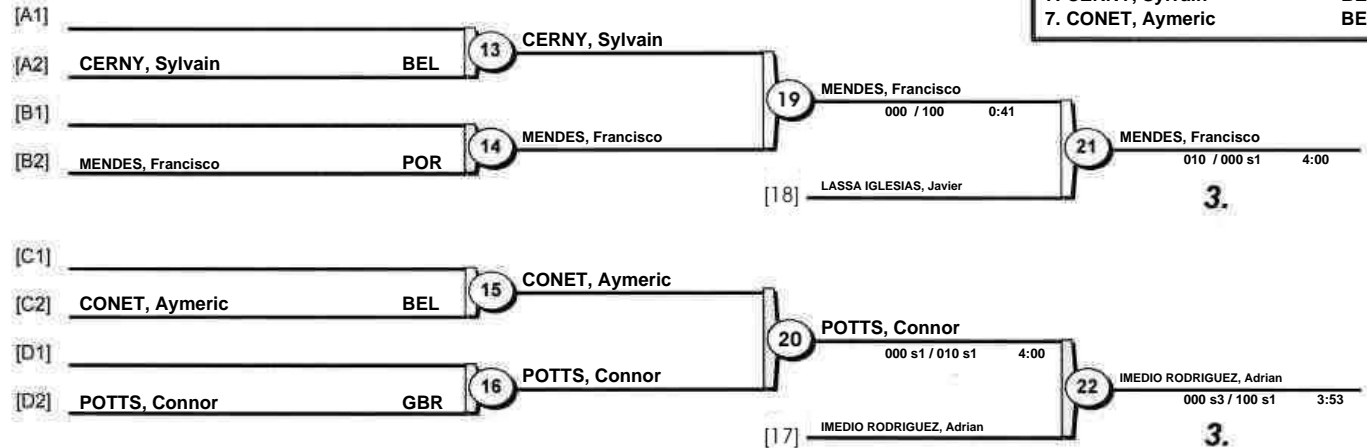 7. CONET, Aymeric BE
[A1]
[A2] CERNY, Sylvain BEL
13 CERNY, Sylvain
[B1]
[B2] MENDES, Francisco POR
14 MENDES, Francisco
19 MENDES, Francisco
000 / 100 0:41
[18] LASSA IGLESIAS, Javier
21 MENDES, Francisco
010 / 000 s1 4:00
3.
[C1]
[C2] CONET, Aymeric BEL
15 CONET, Aymeric
[D1]
[D2] POTTS, Connor GBR
16 POTTS, Connor
20 POTTS, Connor
000 s1 / 010 s1 4:00
[17] IMEDIO RODRIGUEZ, Adrian
22 IMEDIO RODRIGUEZ, Adrian
000 s3 / 100 s1 3:53
3.